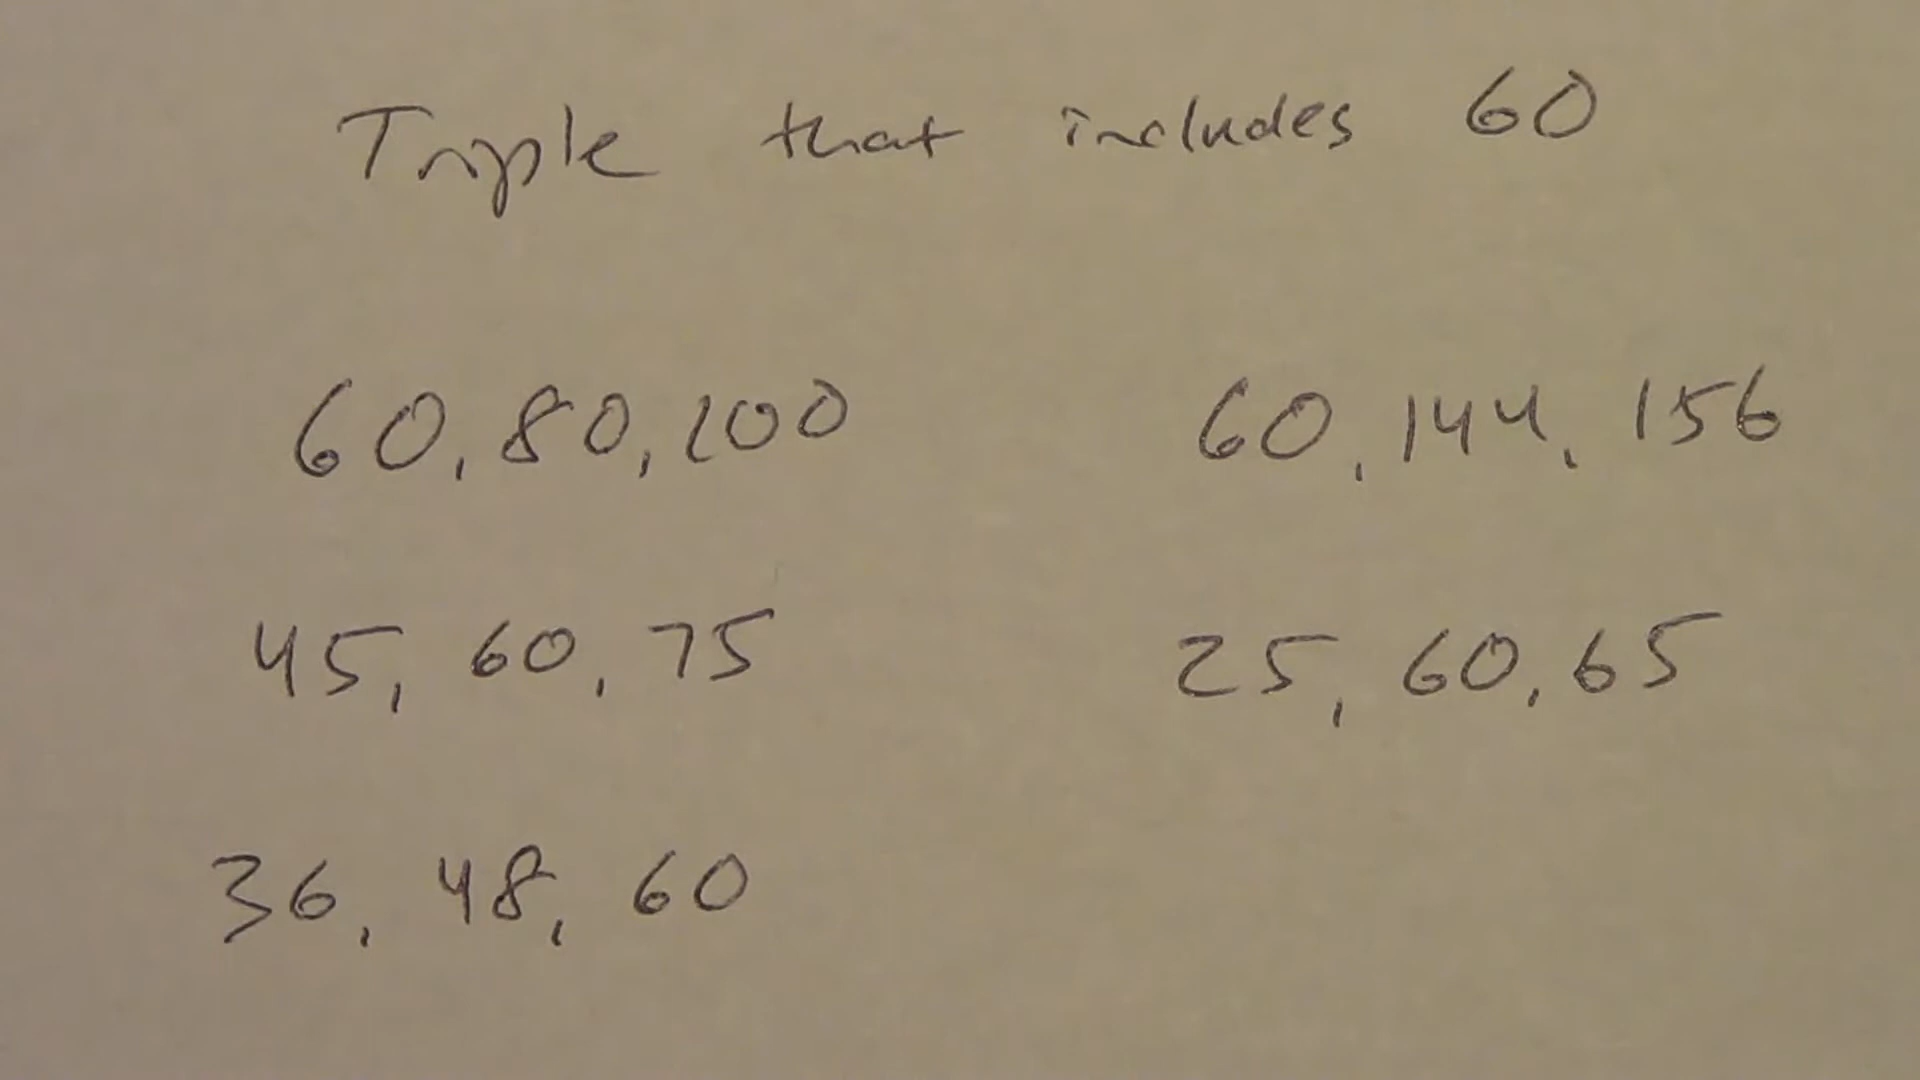 Triple that includes 60
60, 80, 100 60, 144, 156
45, 60, 75 25, 60, 65
36, 48, 60